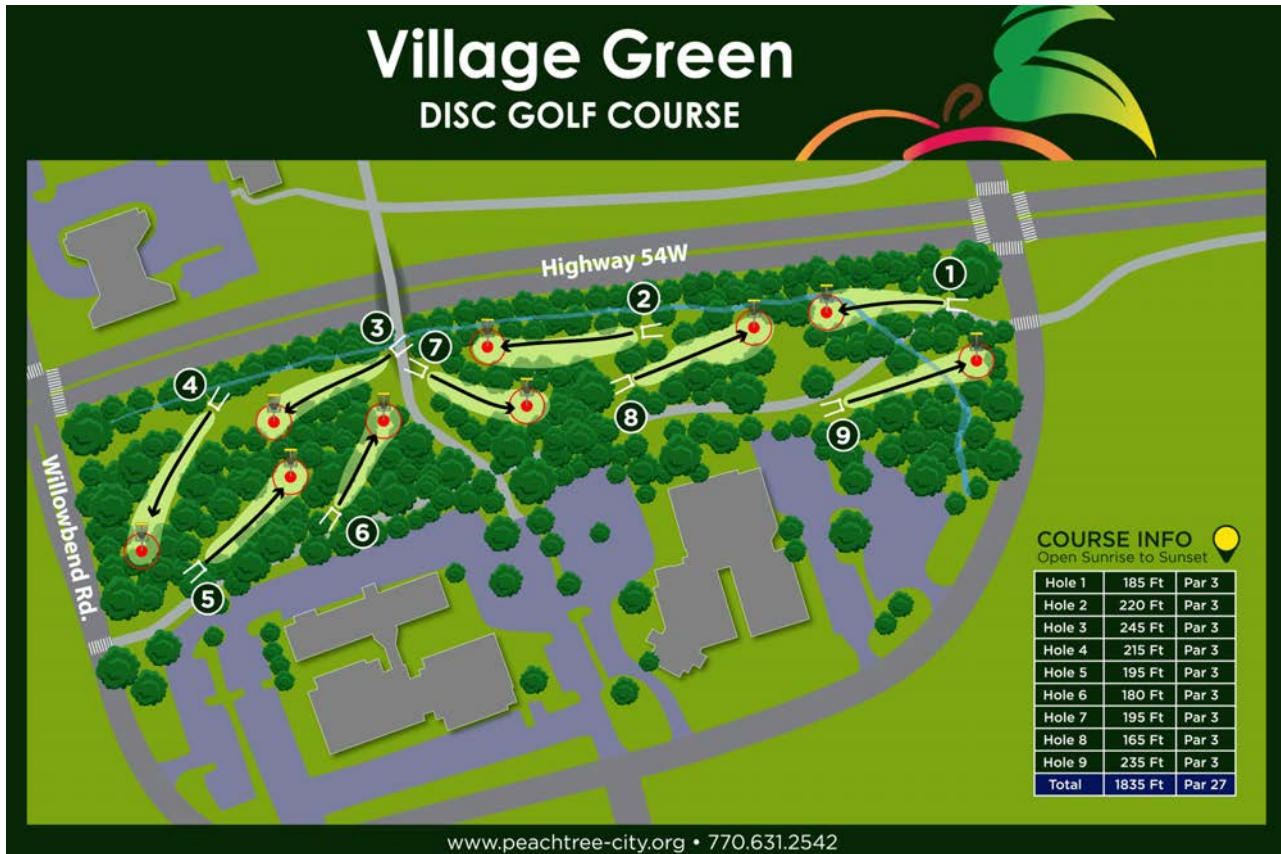 Village Green
DISC GOLF COURSE
Highway 54W
Willowbend Rd.
1
2
3
7
4
8
9
6
5
COURSE INFO
Open Sunrise to Sunset
Hole 1 185 Ft Par 3
Hole 2 220 Ft Par 3
Hole 3 245 Ft Par 3
Hole 4 215 Ft Par 3
Hole 5 195 Ft Par 3
Hole 6 180 Ft Par 3
Hole 7 195 Ft Par 3
Hole 8 165 Ft Par 3
Hole 9 235 Ft Par 3
Total 1835 Ft Par 27
www.peachtree-city.org • 770.631.2542